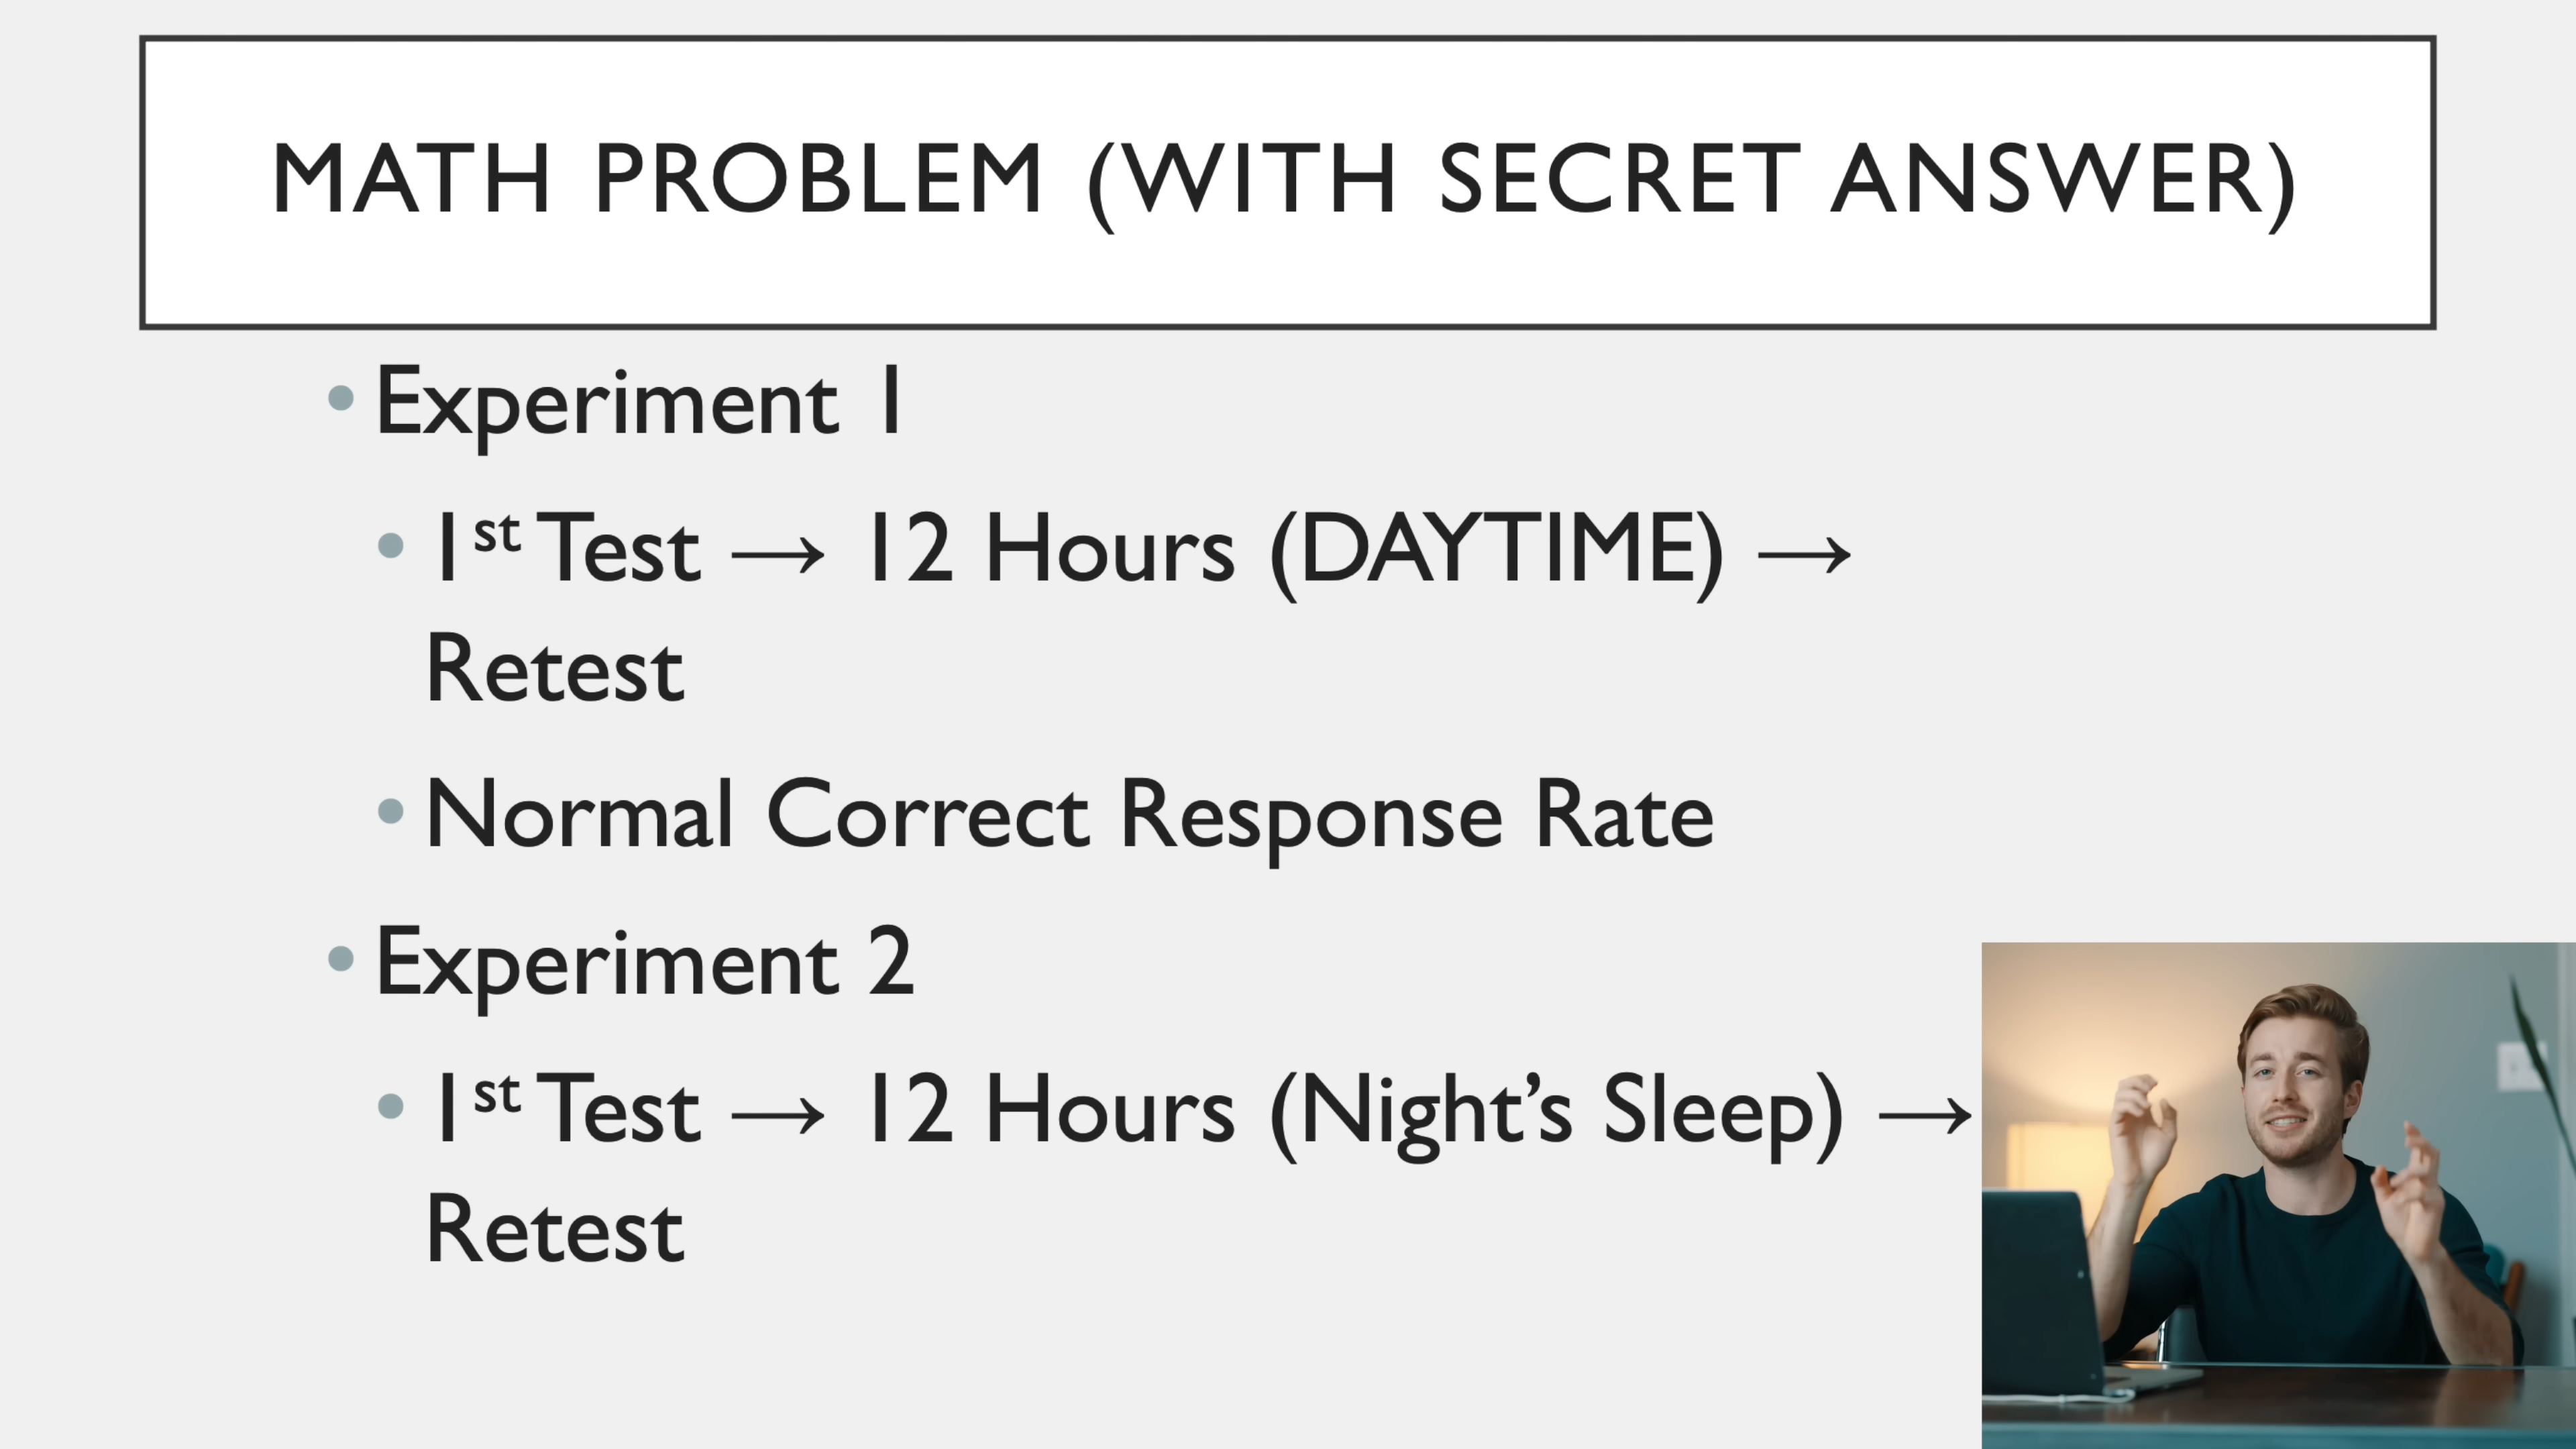 MATH PROBLEM (WITH SECRET ANSWER)
• Experiment 1
• 1st Test → 12 Hours (DAYTIME) →
Retest
• Normal Correct Response Rate
• Experiment 2
• 1st Test → 12 Hours (Night’s Sleep) →
Retest